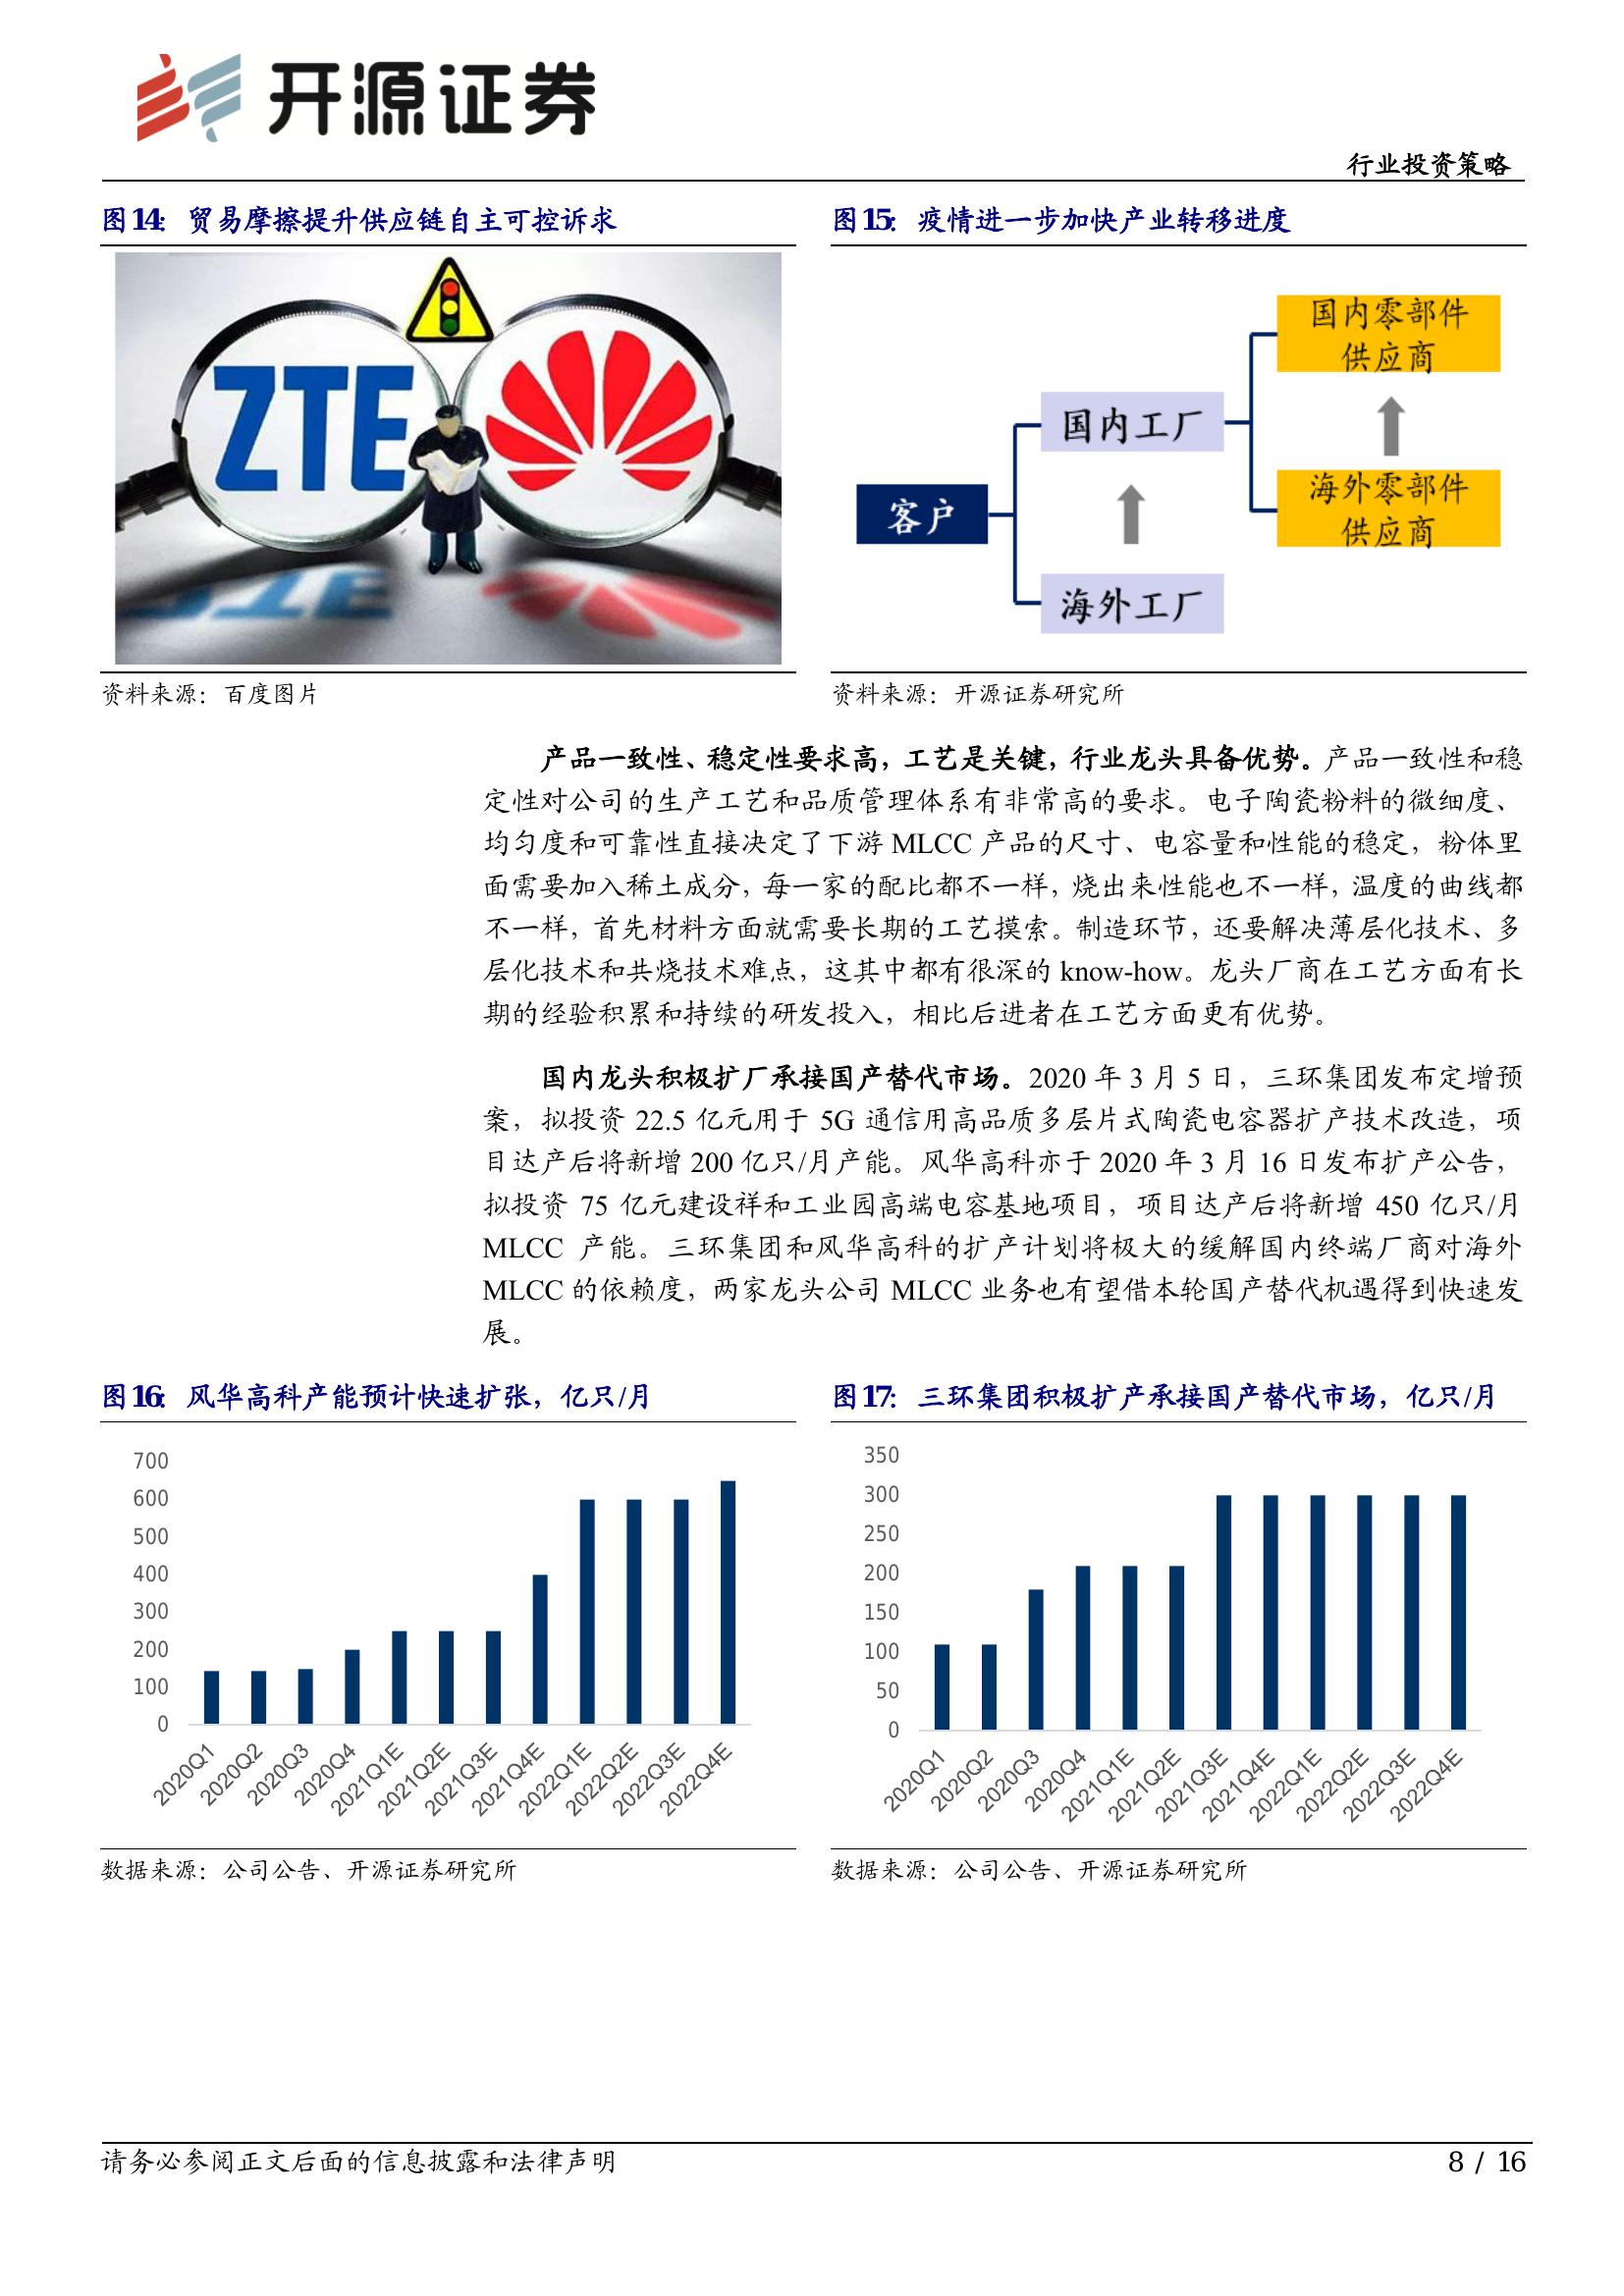 开源证券
行业投资策略
图14：贸易摩擦提升供应链自主可控诉求
ZTE
ZTE
资料来源：百度图片
图15：疫情进一步加快产业转移进度
客户
国内工厂
海外工厂
国内零部件
供应商
海外零部件
供应商
资料来源：开源证券研究所
产品一致性、稳定性要求高，工艺是关键，行业龙头具备优势。产品一致性和稳
定性对公司的生产工艺和品质管理体系有非常高的要求。电子陶瓷粉料的微细度、
均匀度和可靠性直接决定了下游 MLCC 产品的尺寸、电容量和性能的稳定，粉体里
面需要加入稀土成分，每一家的配比都不一样，烧出来性能也不一样，温度的曲线都
不一样，首先材料方面就需要长期的工艺摸索。制造环节，还要解决薄层化技术、多
层化技术和共烧技术难点，这其中都有很深的 know-how。龙头厂商在工艺方面有长
期的经验积累和持续的研发投入，相比后进者在工艺方面更有优势。
国内龙头积极扩厂承接国产替代市场。2020 年 3 月 5 日，三环集团发布定增预
案，拟投资 22.5 亿元用于 5G 通信用高品质多层片式陶瓷电容器扩产技术改造，项
目达产后将新增 200 亿只/月产能。风华高科亦于 2020 年 3 月 16 日发布扩产公告，
拟投资 75 亿元建设祥和工业园高端电容基地项目，项目达产后将新增 450 亿只/月
MLCC 产能。三环集团和风华高科的扩产计划将极大的缓解国内终端厂商对海外
MLCC 的依赖度，两家龙头公司 MLCC 业务也有望借本轮国产替代机遇得到快速发
展。
图16：风华高科产能预计快速扩张，亿只/月
700
600
500
400
300
200
100
0
2020Q1
2020Q2
2020Q3
2020Q4
2021Q1E
2021Q2E
2021Q3E
2021Q4E
2022Q1E
2022Q2E
2022Q3E
2022Q4E
数据来源：公司公告、开源证券研究所
图17：三环集团积极扩产承接国产替代市场，亿只/月
350
300
250
200
150
100
50
0
2020Q1
2020Q2
2020Q3
2020Q4
2021Q1E
2021Q2E
2021Q3E
2021Q4E
2022Q1E
2022Q2E
2022Q3E
2022Q4E
数据来源：公司公告、开源证券研究所
请务必参阅正文后面的信息披露和法律声明
8 / 16